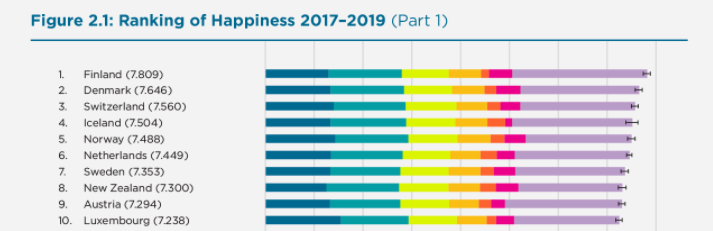 Figure 2.1: Ranking of Happiness 2017–2019 (Part 1)
1. Finland (7.809)
2. Denmark (7.646)
3. Switzerland (7.560)
4. Iceland (7.504)
5. Norway (7.488)
6. Netherlands (7.449)
7. Sweden (7.353)
8. New Zealand (7.300)
9. Austria (7.294)
10. Luxembourg (7.238)